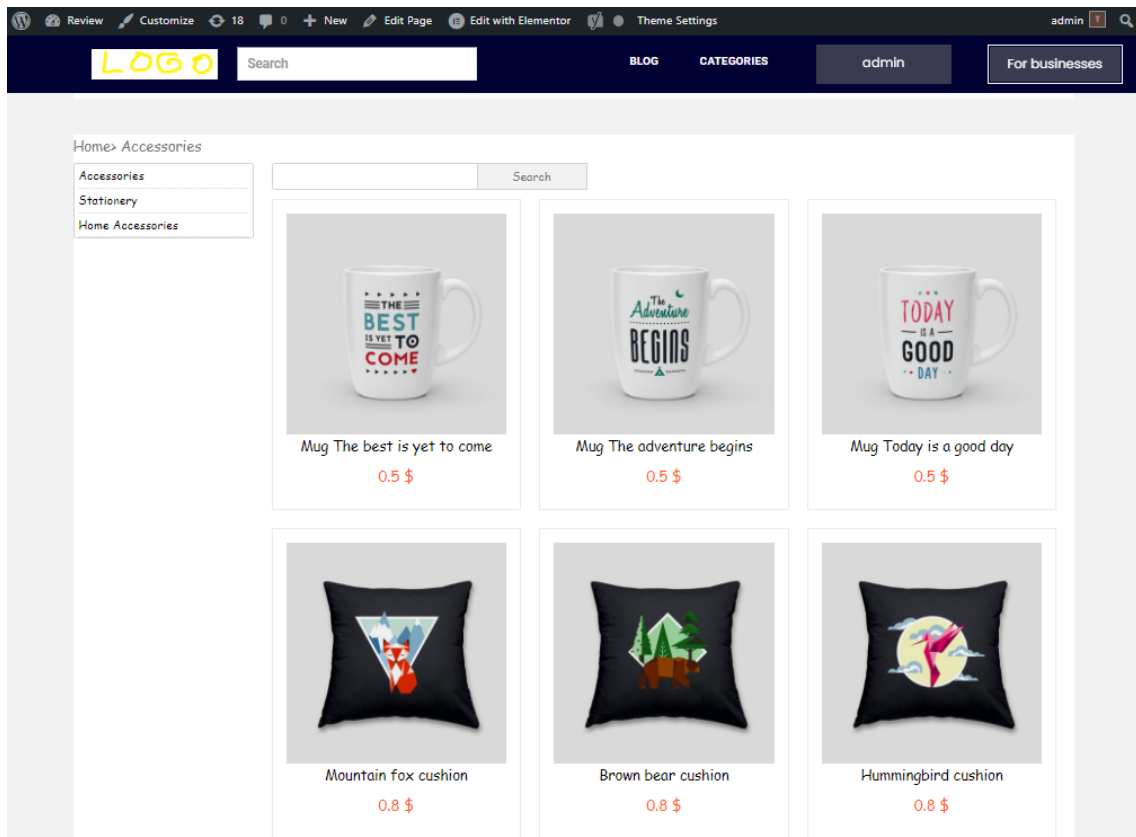 Review Customize 18 0 New Edit Page Edit with Elementor Theme Settings admin
LOGO Search BLOG CATEGORIES admin For businesses
Home> Accessories
Accessories
Stationery
Home Accessories
Search
THE
BEST
IS YET TO
COME
The
Adventure
BEGINS
TODAY
IS A
GOOD
DAY
Mug The best is yet to come
Mug The adventure begins
Mug Today is a good day
0.5 $
0.5 $
0.5 $
Mountain fox cushion
Brown bear cushion
Hummingbird cushion
0.8 $
0.8 $
0.8 $